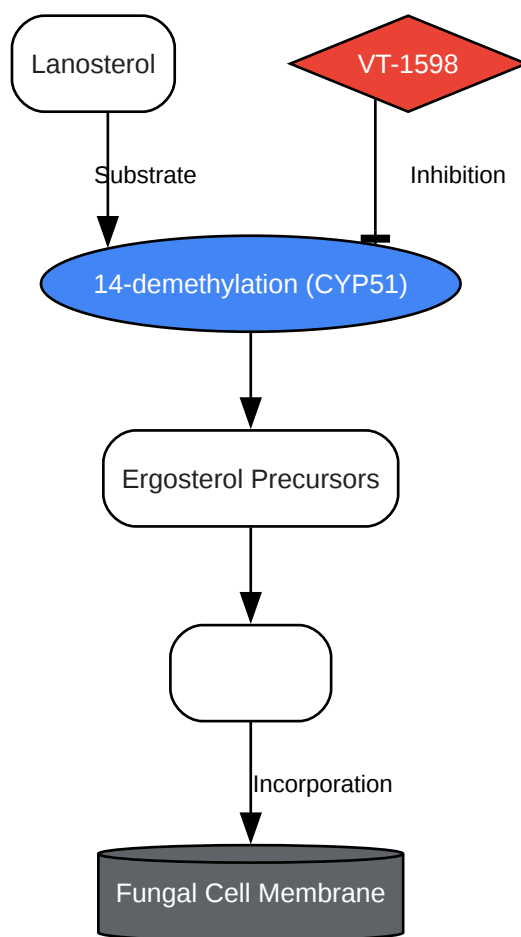 Lanosterol
VT-1598
Substrate
Inhibition
14-demethylation (CYP51)
Ergosterol Precursors
Incorporation
Fungal Cell Membrane